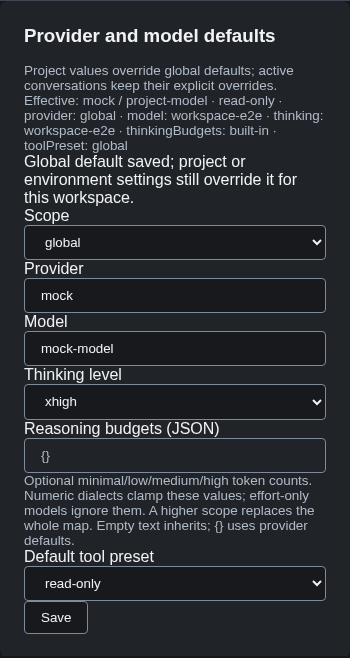 Provider and model defaults
Project values override global defaults; active
conversations keep their explicit overrides.
Effective: mock / project-model · read-only ·
provider: global · model: workspace-e2e · thinking:
workspace-e2e · thinkingBudgets: built-in ·
toolPreset: global
Global default saved; project or
environment settings still override it for
this workspace.
Scope
global
Provider
mock
Model
mock-model
Thinking level
xhigh
Reasoning budgets (JSON)
{}
Optional minimal/low/medium/high token counts.
Numeric dialects clamp these values; effort-only
models ignore them. A higher scope replaces the
whole map. Empty text inherits; {} uses provider
defaults.
Default tool preset
read-only
Save